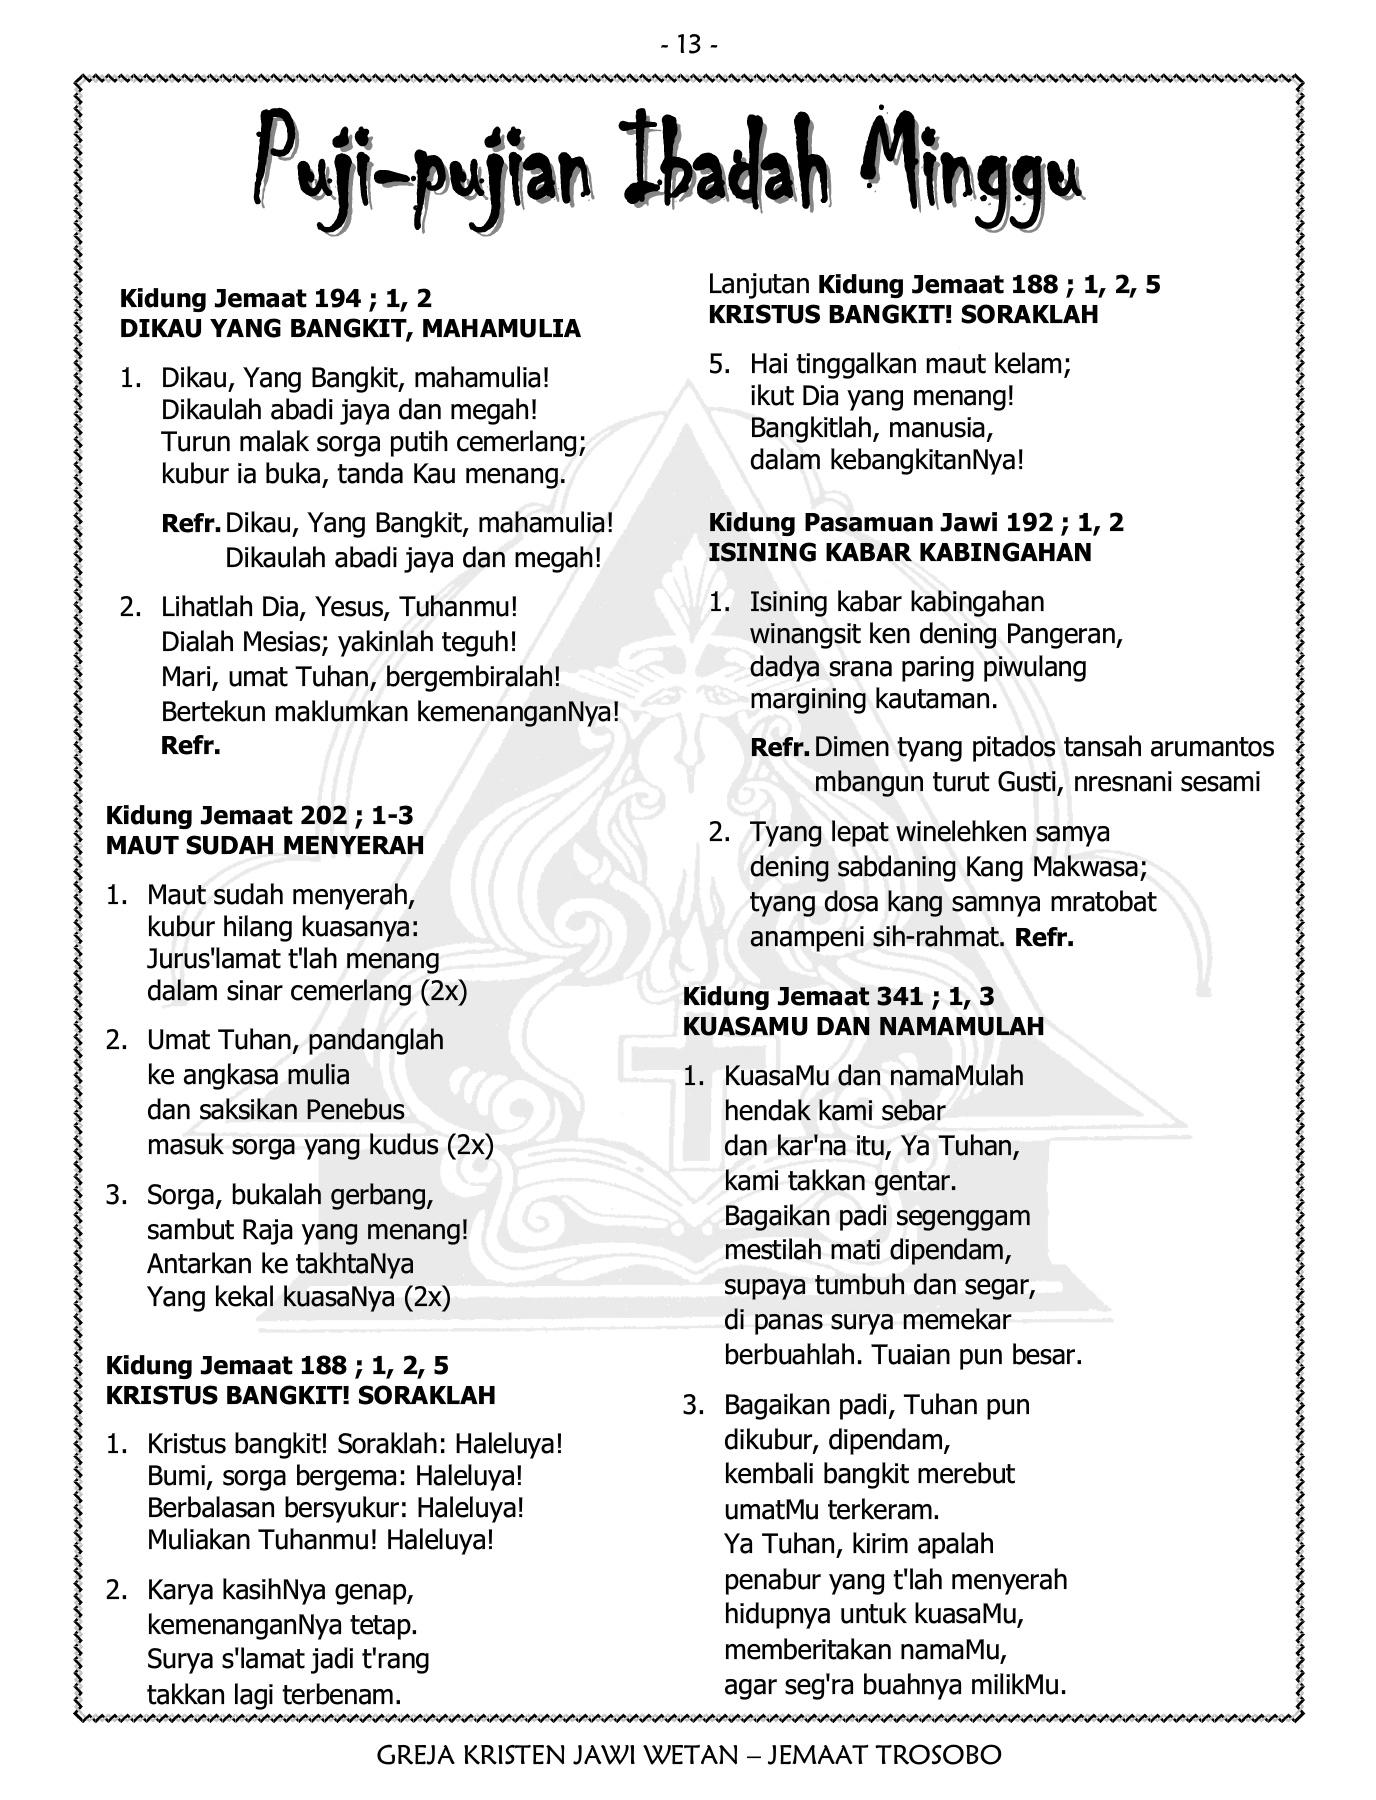 - 13 -
Puji-pujian Ibadah Minggu
Kidung Jemaat 194 ; 1, 2
DIKAU YANG BANGKIT, MAHAMULIA
1. Dikau, Yang Bangkit, mahamulia!
Dikaulah abadi jaya dan megah!
Turun malak sorga putih cemerlang;
kubur ia buka, tanda Kau menang.
Refr. Dikau, Yang Bangkit, mahamulia!
Dikaulah abadi jaya dan megah!
2. Lihatlah Dia, Yesus, Tuhanmu!
Dialah Mesias; yakinlah teguh!
Mari, umat Tuhan, bergembiralah!
Bertekun maklumkan kemenanganNya!
Refr.
Kidung Jemaat 202 ; 1-3
MAUT SUDAH MENYERAH
1. Maut sudah menyerah,
kubur hilang kuasanya:
Jurus'lamat t'lah menang
dalam sinar cemerlang (2x)
2. Umat Tuhan, pandanglah
ke angkasa mulia
dan saksikan Penebus
masuk sorga yang kudus (2x)
3. Sorga, bukalah gerbang,
sambut Raja yang menang!
Antarkan ke takhtaNya
Yang kekal kuasaNya (2x)
Kidung Jemaat 188 ; 1, 2, 5
KRISTUS BANGKIT! SORAKLAH
1. Kristus bangkit! Soraklah: Haleluya!
Bumi, sorga bergema: Haleluya!
Berbalasan bersyukur: Haleluya!
Muliakan Tuhanmu! Haleluya!
2. Karya kasihNya genap,
kemenanganNya tetap.
Surya s'lamat jadi t'rang
takkan lagi terbenam.
Lanjutan Kidung Jemaat 188 ; 1, 2, 5
KRISTUS BANGKIT! SORAKLAH
5. Hai tinggalkan maut kelam;
ikut Dia yang menang!
Bangkitlah, manusia,
dalam kebangkitanNya!
Kidung Pasamuan Jawi 192 ; 1, 2
ISINING KABAR KABINGAHAN
1. Isining kabar kabingahan
winangsit ken dening Pangeran,
dadya srana paring piwulang
margining kautaman.
Refr. Dimen tyang pitados tansah arumantos
mbangun turut Gusti, nresnani sesami
2. Tyang lepat winelehken samya
dening sabdaning Kang Makwasa;
tyang dosa kang samnya mratobat
anampeni sih-rahmat. Refr.
Kidung Jemaat 341 ; 1, 3
KUASAMU DAN NAMAMULAH
1. KuasaMu dan namaMulah
hendak kami sebar
dan kar'na itu, Ya Tuhan,
kami takkan gentar.
Bagaikan padi segenggam
mestilah mati dipendam,
supaya tumbuh dan segar,
di panas surya memekar
berbuahlah. Tuaian pun besar.
3. Bagaikan padi, Tuhan pun
dikubur, dipendam,
kembali bangkit merebut
umatMu terkeram.
Ya Tuhan, kirim apalah
penabur yang t'lah menyerah
hidupnya untuk kuasaMu,
memberitakan namaMu,
agar seg'ra buahnya milikMu.
GREJA KRISTEN JAWI WETAN – JEMAAT TROSOBO